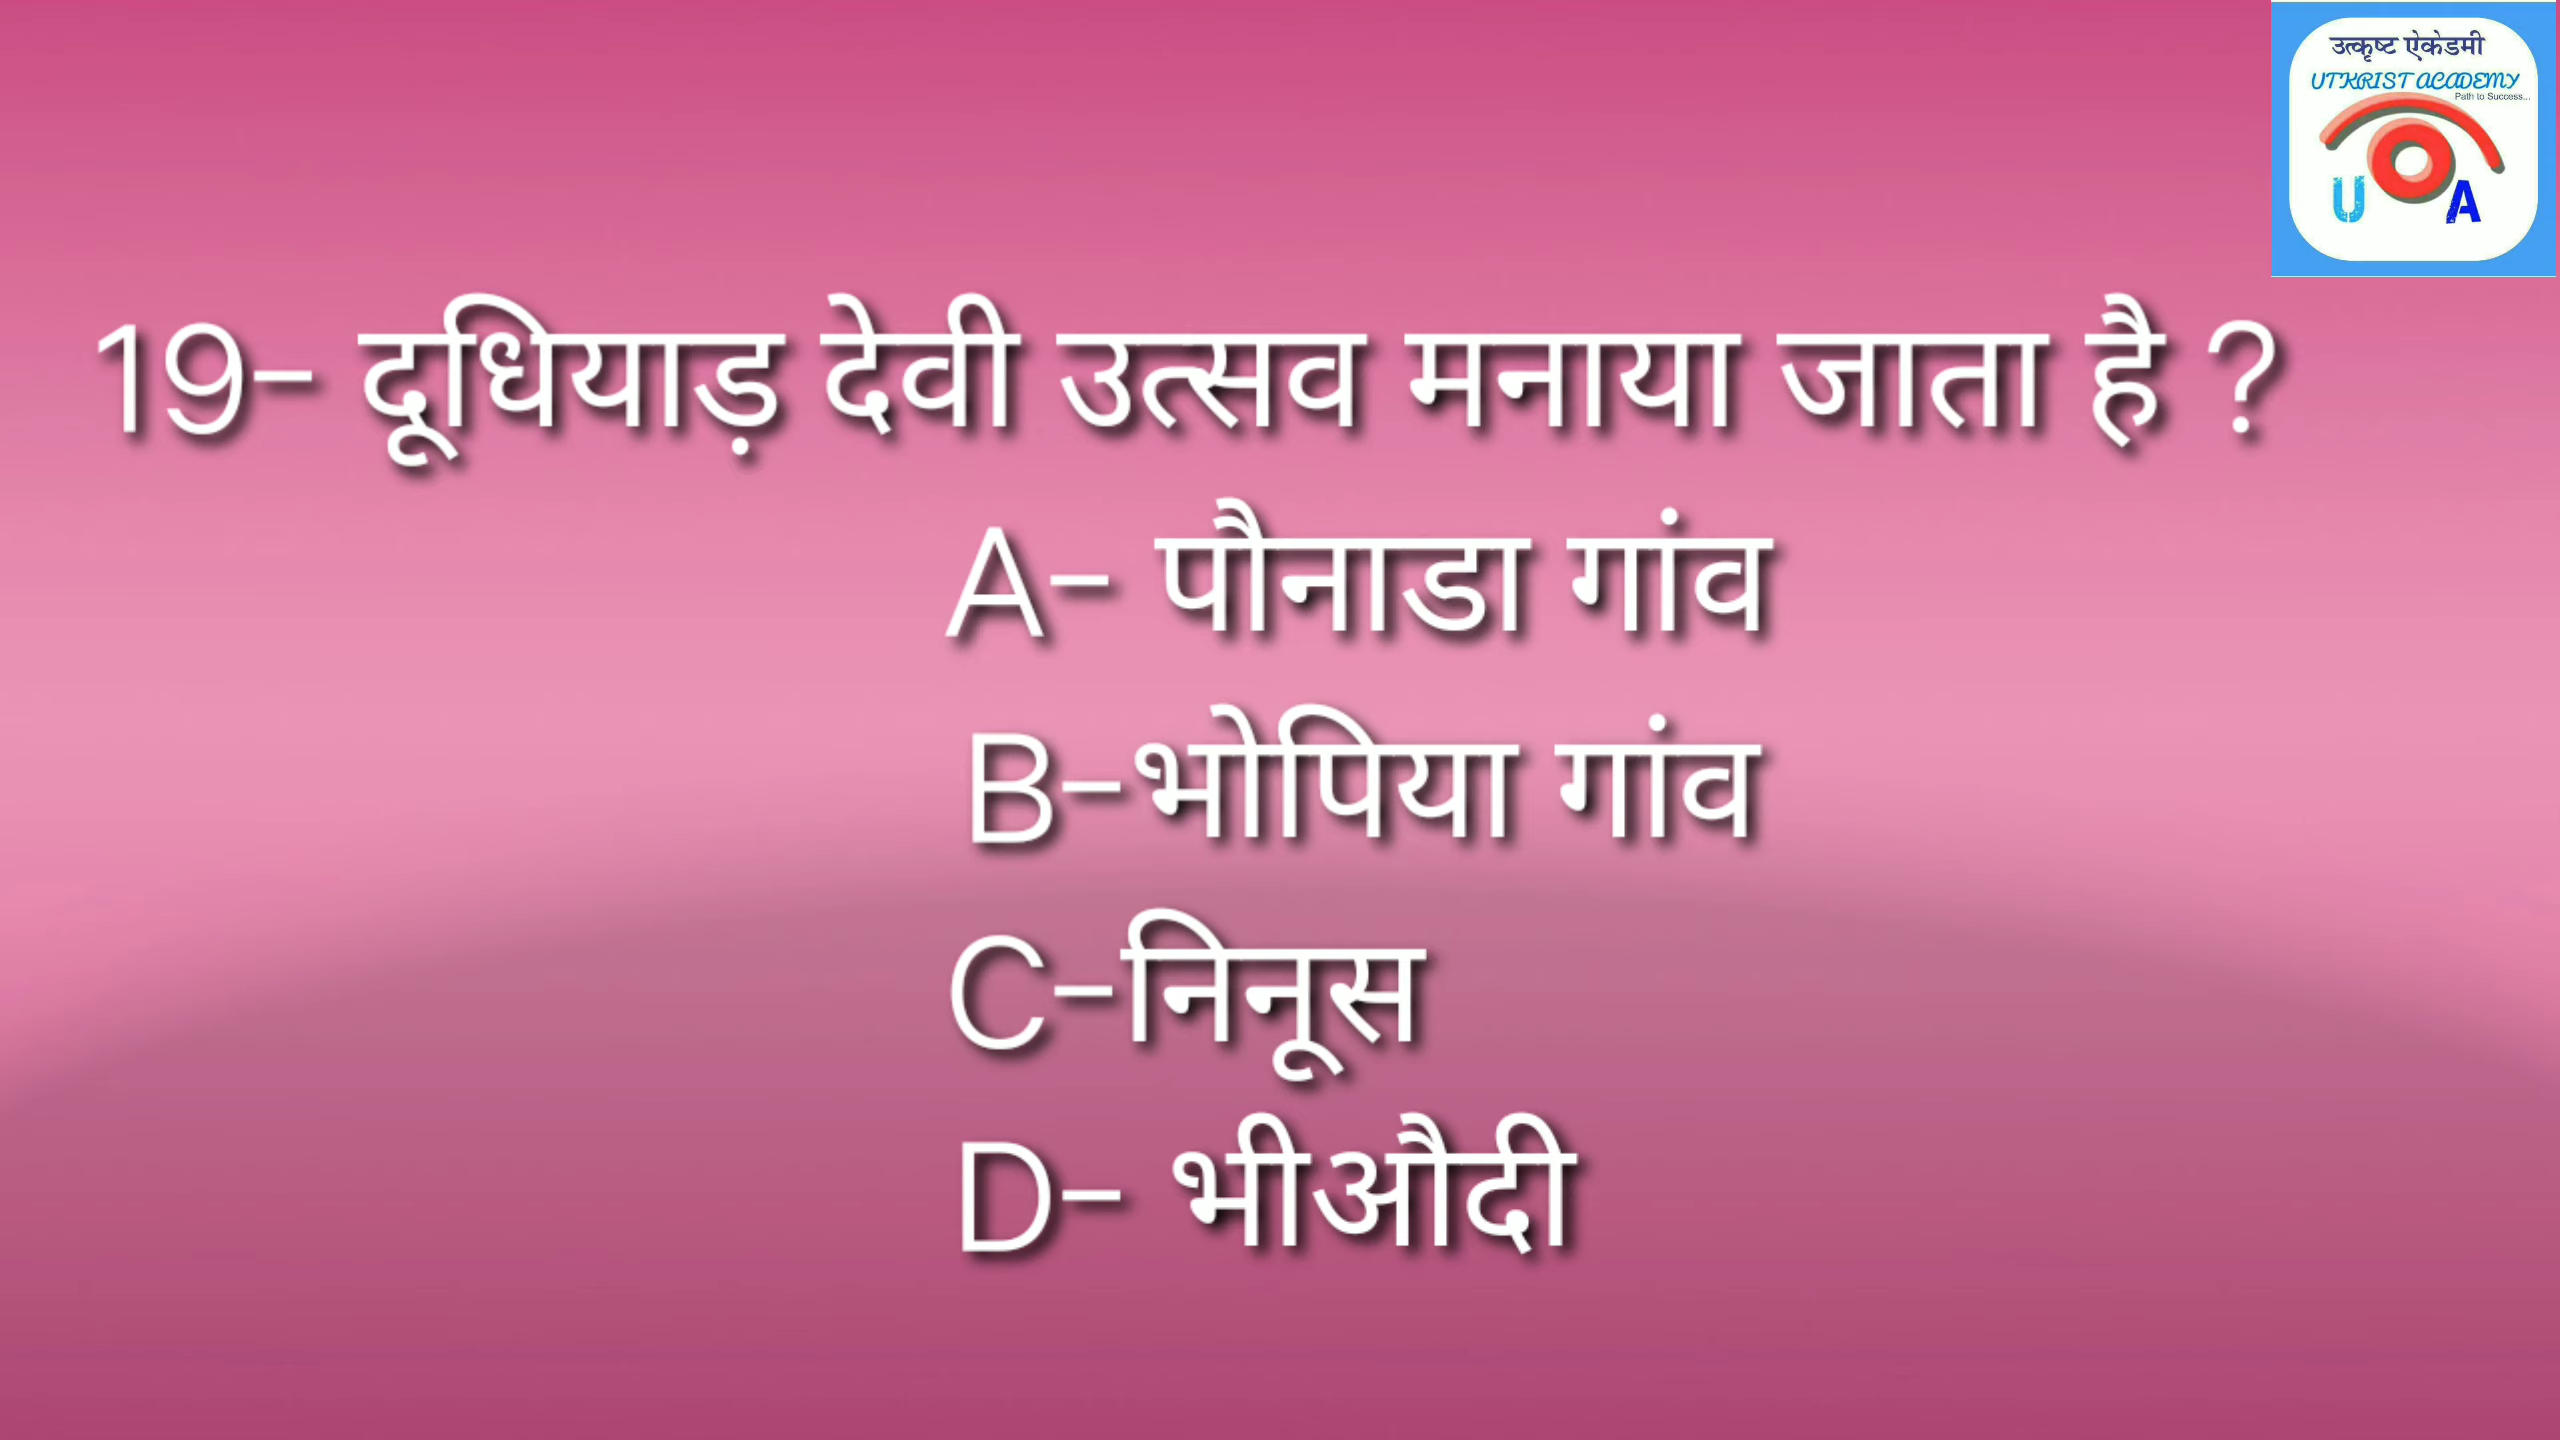 उत्कृष्ट ऐकेडमी
UTKRIST ACADEMY
Path to Success...
U A
19- दूधियाड़ देवी उत्सव मनाया जाता है ?
A- पौनाडा गांव
B-भोपिया गांव
C-निनूस
D- भीऔदी